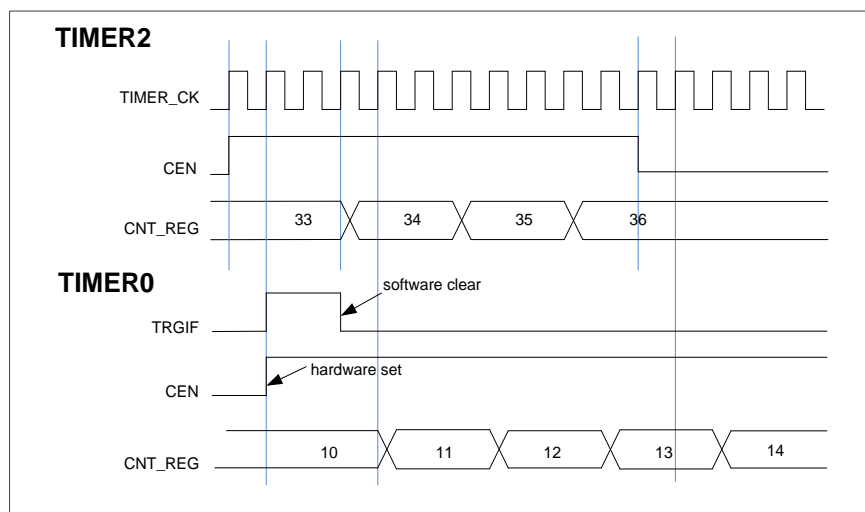 TIMER2
TIMER_CK
CEN
CNT_REG 33 34 35 36
TIMER0
software clear
TRGIF
hardware set
CEN
CNT_REG 10 11 12 13 14